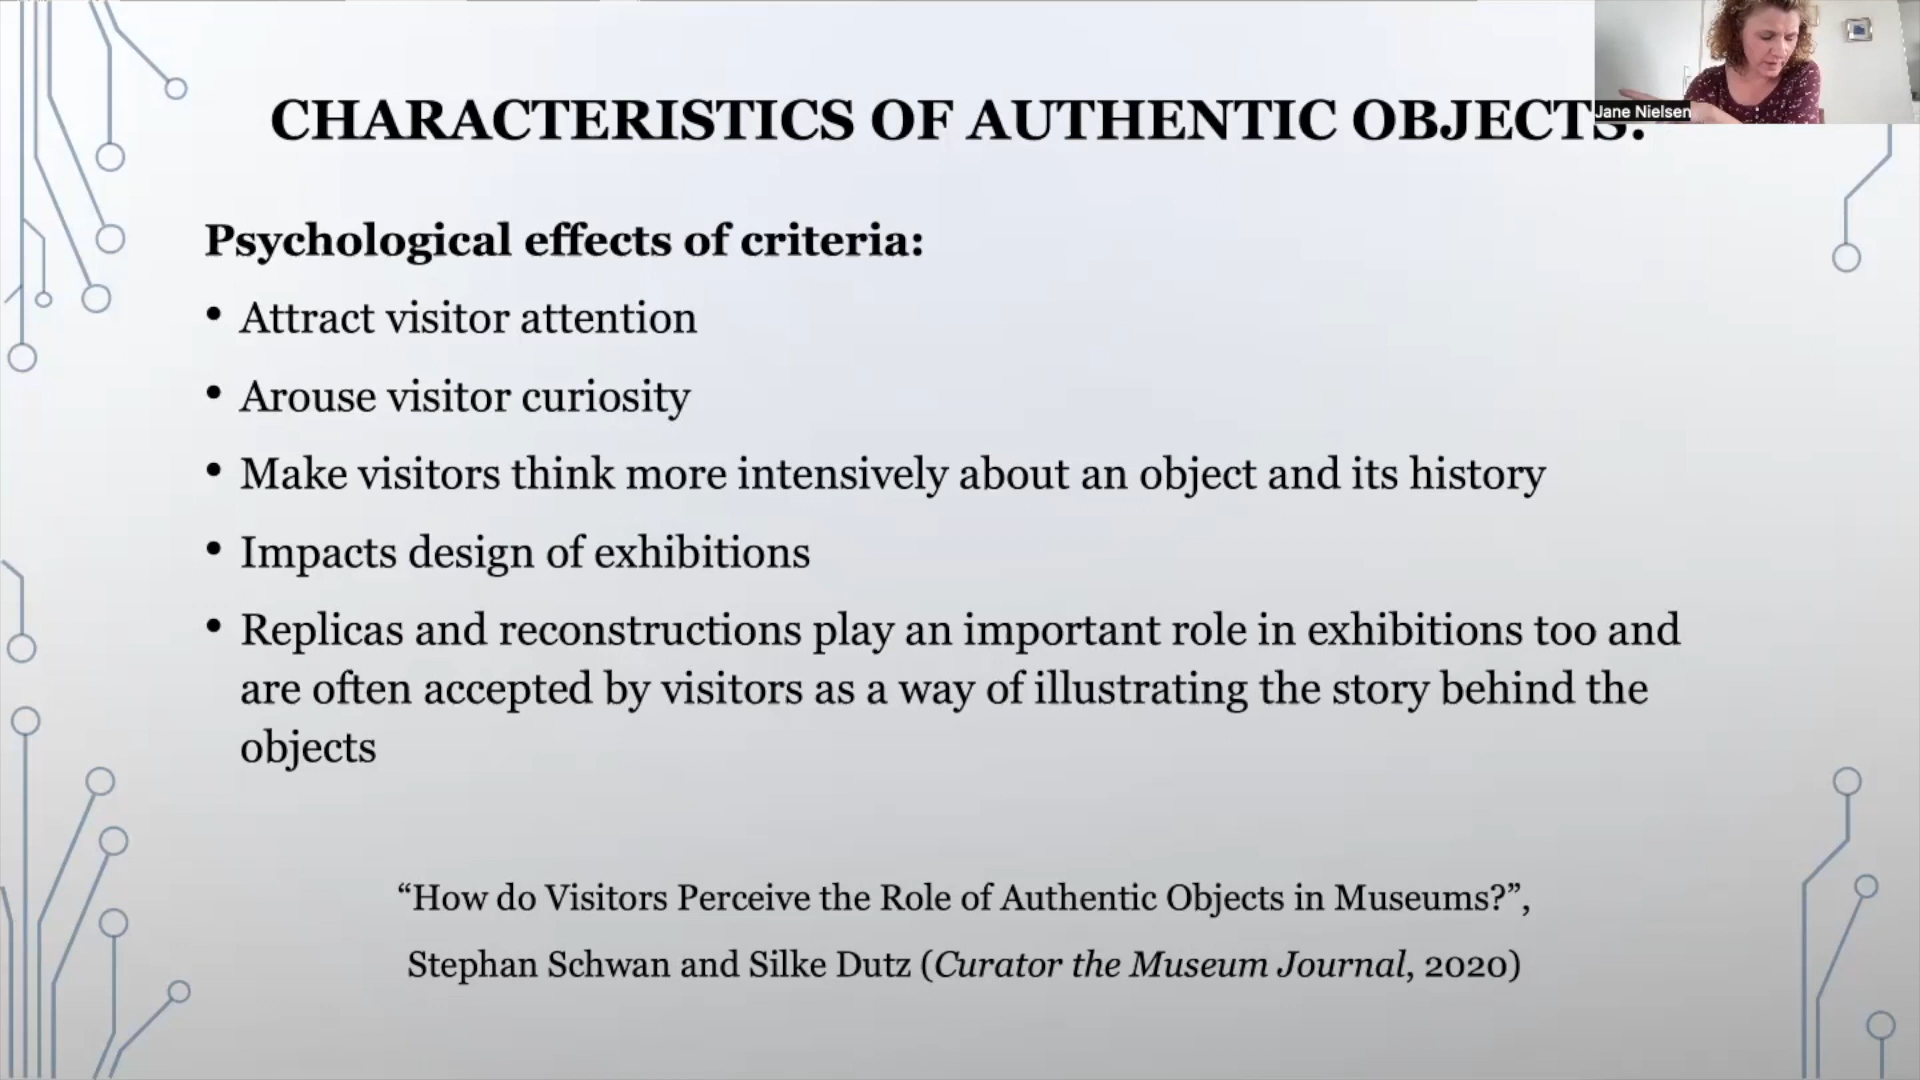 CHARACTERISTICS OF AUTHENTIC OBJECTS:
Jane Nielsen
Psychological effects of criteria:
• Attract visitor attention
• Arouse visitor curiosity
• Make visitors think more intensively about an object and its history
• Impacts design of exhibitions
• Replicas and reconstructions play an important role in exhibitions too and
are often accepted by visitors as a way of illustrating the story behind the
objects
“How do Visitors Perceive the Role of Authentic Objects in Museums?”,
Stephan Schwan and Silke Dutz (Curator the Museum Journal, 2020)